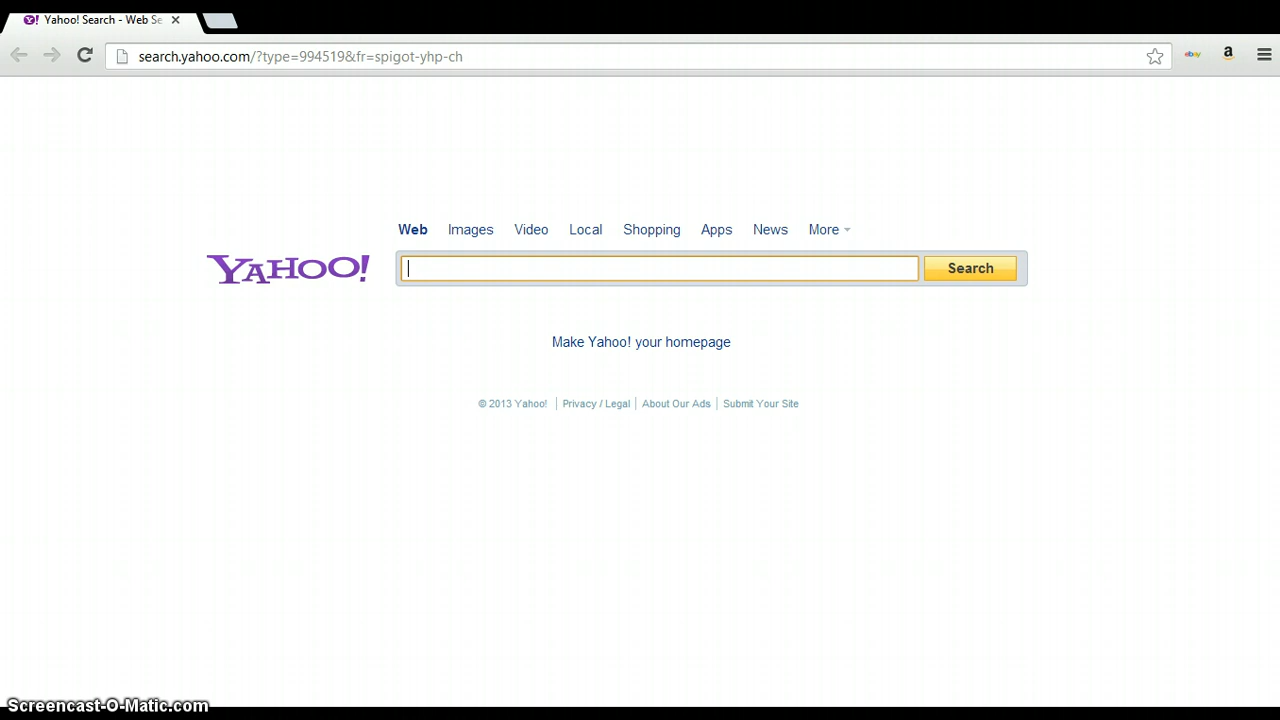 Yahoo! Search - Web Se
search.yahoo.com/?type=994519&fr=spigot-yhp-ch
ebay
a
Web Images Video Local Shopping Apps News More
YAHOO!
Search
Make Yahoo! your homepage
© 2013 Yahoo! Privacy / Legal About Our Ads Submit Your Site
Screencast-O-Matic.com